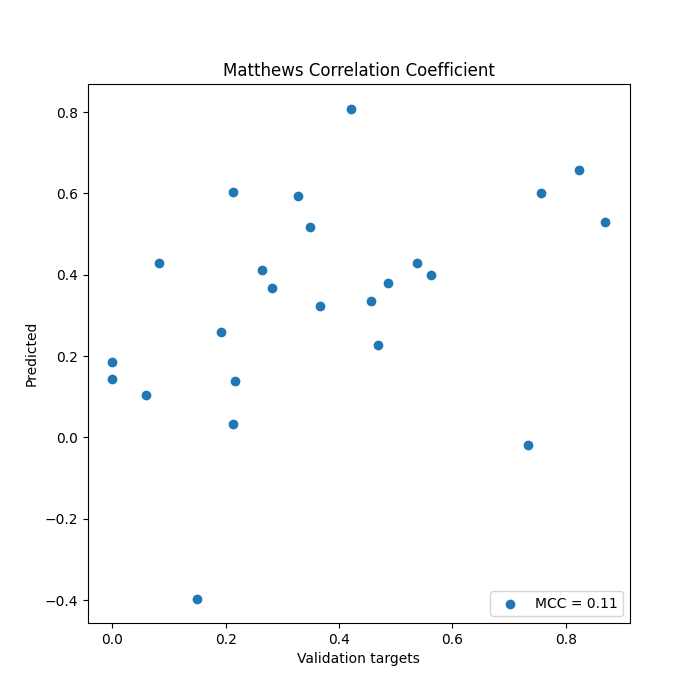 Matthews Correlation Coefficient
0.8
0.6
0.4
0.2
0.0
−0.2
−0.4
Predicted
MCC = 0.11
0.0 0.2 0.4 0.6 0.8
Validation targets